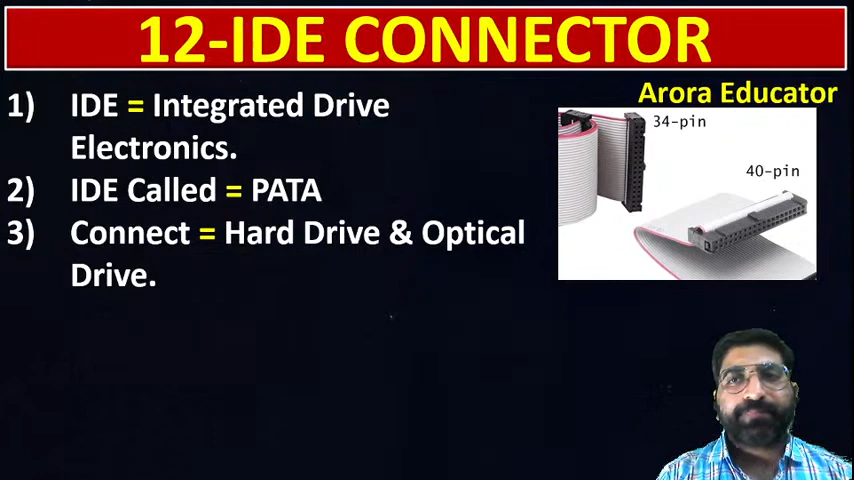 12-IDE CONNECTOR
Arora Educator
1) IDE = Integrated Drive
Electronics.
2) IDE Called = PATA
3) Connect = Hard Drive & Optical
Drive.
34-pin
40-pin